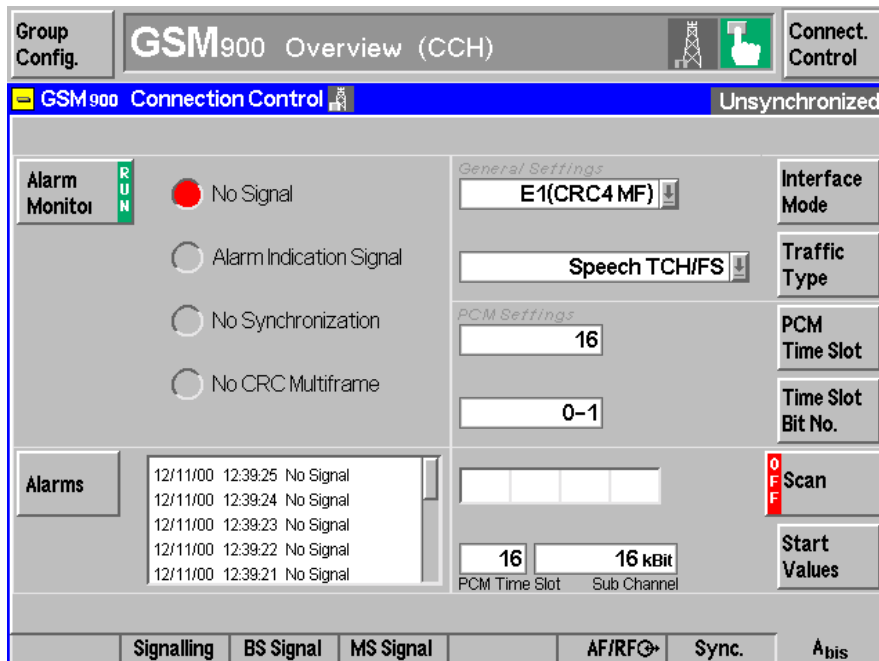 Group
Config.
GSM900 Overview (CCH)
Connect.
Control
GSM 900 Connection Control
Unsynchronized
Alarm
Monitor
RUN
No Signal
Alarm Indication Signal
No Synchronization
No CRC Multiframe
General Settings
E1(CRC4 MF)
Speech TCH/FS
PCM Settings
16
0-1
Interface
Mode
Traffic
Type
PCM
Time Slot
Time Slot
Bit No.
Alarms
12/11/00 12:39:25 No Signal
12/11/00 12:39:24 No Signal
12/11/00 12:39:23 No Signal
12/11/00 12:39:22 No Signal
12/11/00 12:39:21 No Signal
16
16 kBit
PCM Time Slot
Sub Channel
OFF
Scan
Start
Values
Signalling
BS Signal
MS Signal
AF/RF
Sync.
Abis